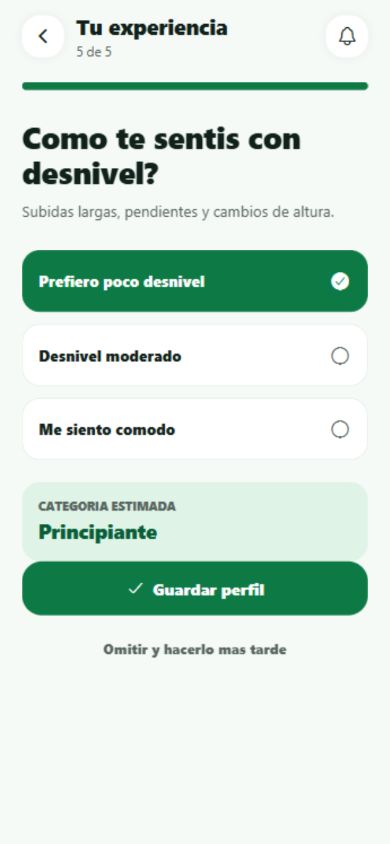 Tu experiencia
5 de 5
Como te sentis con
desnivel?
Subidas largas, pendientes y cambios de altura.
Prefiero poco desnivel
Desnivel moderado
Me siento comodo
CATEGORIA ESTIMADA
Principiante
Guardar perfil
Omitir y hacerlo mas tarde